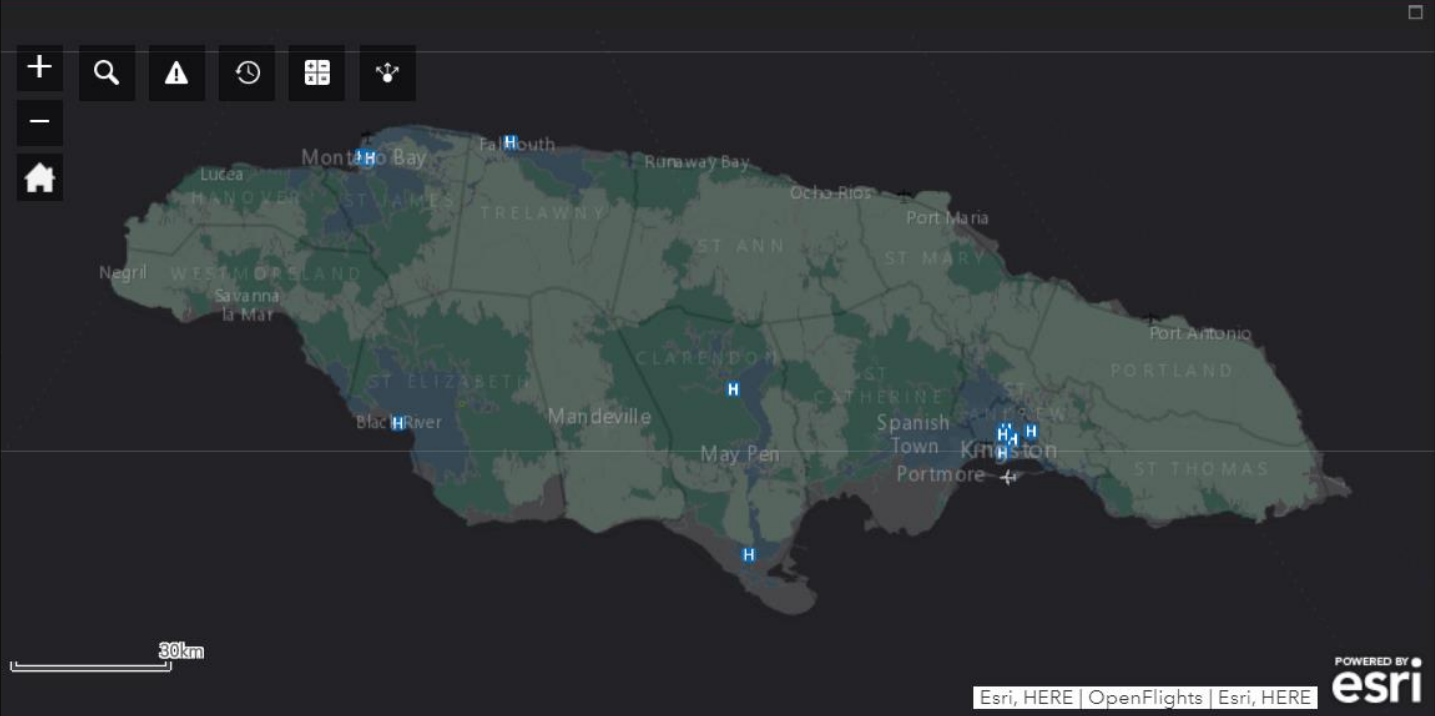 Montego Bay
Falmouth
Runaway Bay
Lucea
HANOVER
ST JAMES
TRELAWNY
Ocho Rios
Port Maria
ST ANN
ST MARY
Negril
WESTMORELAND
Savanna
la Mar
Port Antonio
CLARENDON
PORTLAND
ST ELIZABETH
ST
CATHERINE
ST
ANDREW
Black River
Mandeville
Spanish
Town
May Pen
Kingston
Portmore
ST THOMAS
H
H
H
H
H
H
H
H
H
30km
POWERED BY
esri
Esri, HERE | OpenFlights | Esri, HERE